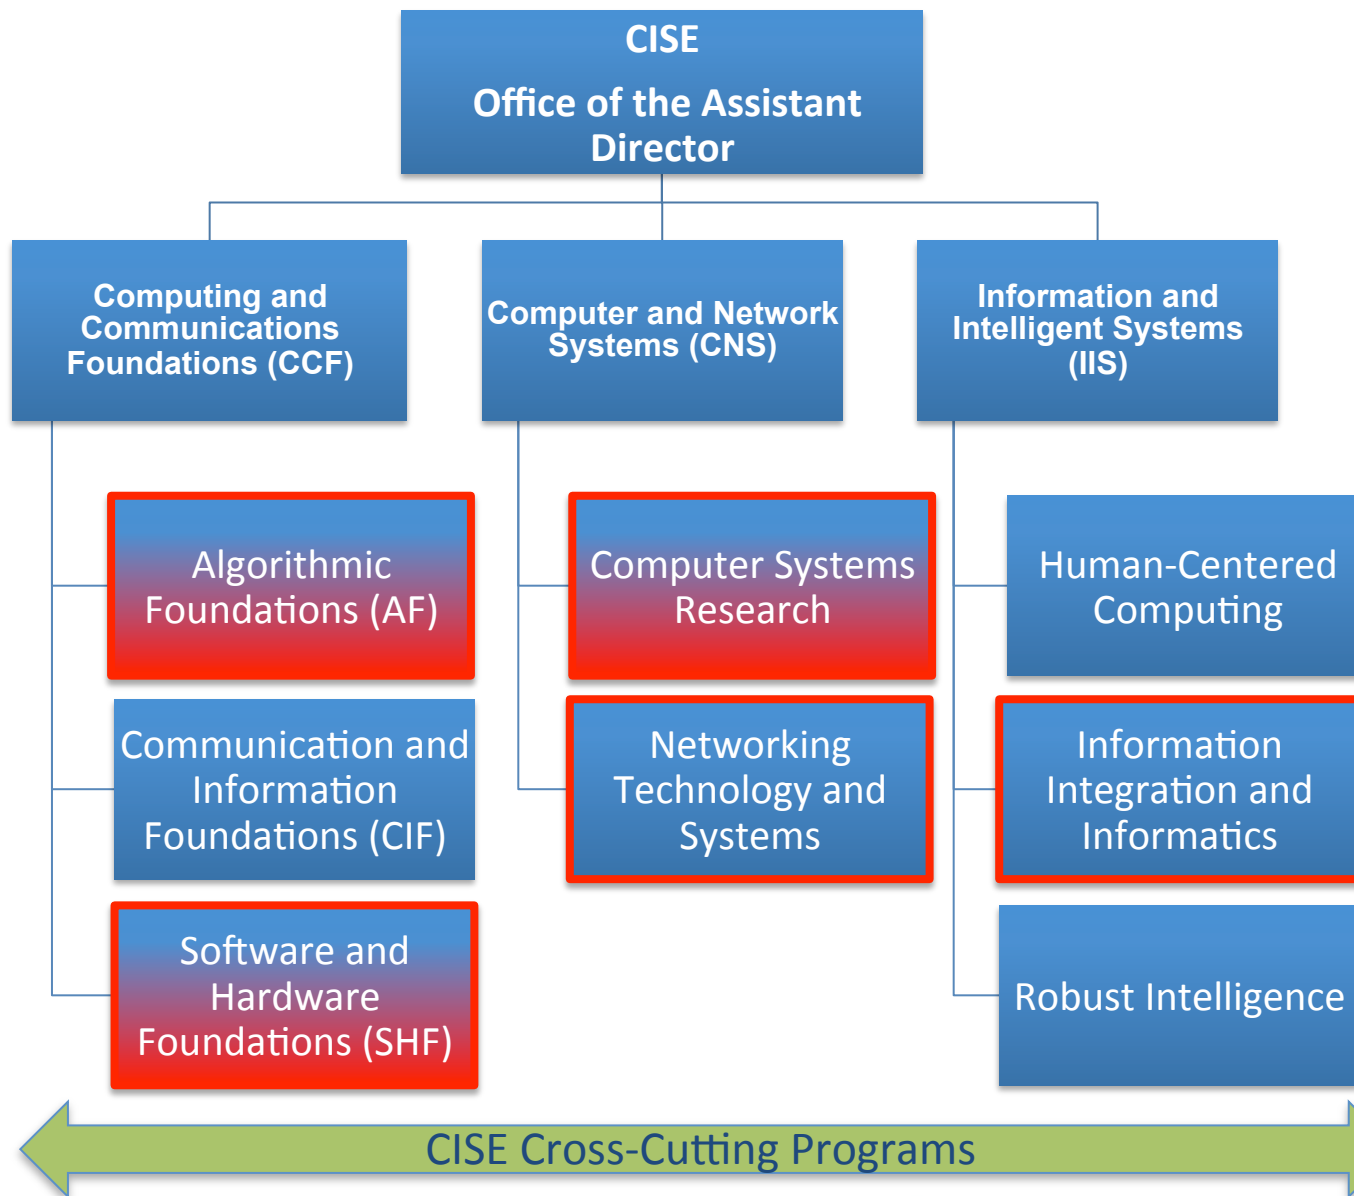 CISE
Office of the Assistant
Director
Computing and
Communications
Foundations (CCF)
Computer and Network
Systems (CNS)
Information and
Intelligent Systems
(IIS)
Algorithmic
Foundations (AF)
Computer Systems
Research
Human-Centered
Computing
Communication and
Information
Foundations (CIF)
Networking
Technology and
Systems
Information
Integration and
Informatics
Software and
Hardware
Foundations (SHF)
Robust Intelligence
CISE Cross-Cutting Programs